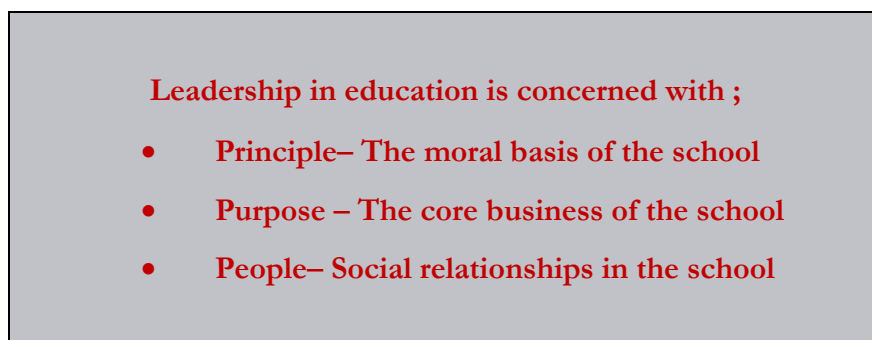 Leadership in education is concerned with ;
• Principle– The moral basis of the school
• Purpose – The core business of the school
• People– Social relationships in the school